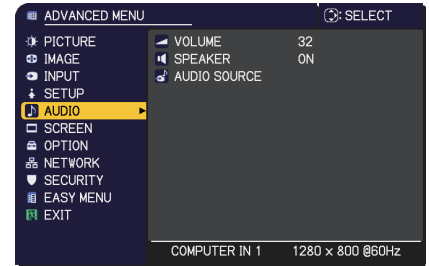 ADVANCED MENU : SELECT
PICTURE
IMAGE
INPUT
SETUP
AUDIO
SCREEN
OPTION
NETWORK
SECURITY
EASY MENU
EXIT
VOLUME 32
SPEAKER ON
AUDIO SOURCE
COMPUTER IN 1 1280 × 800 @60Hz